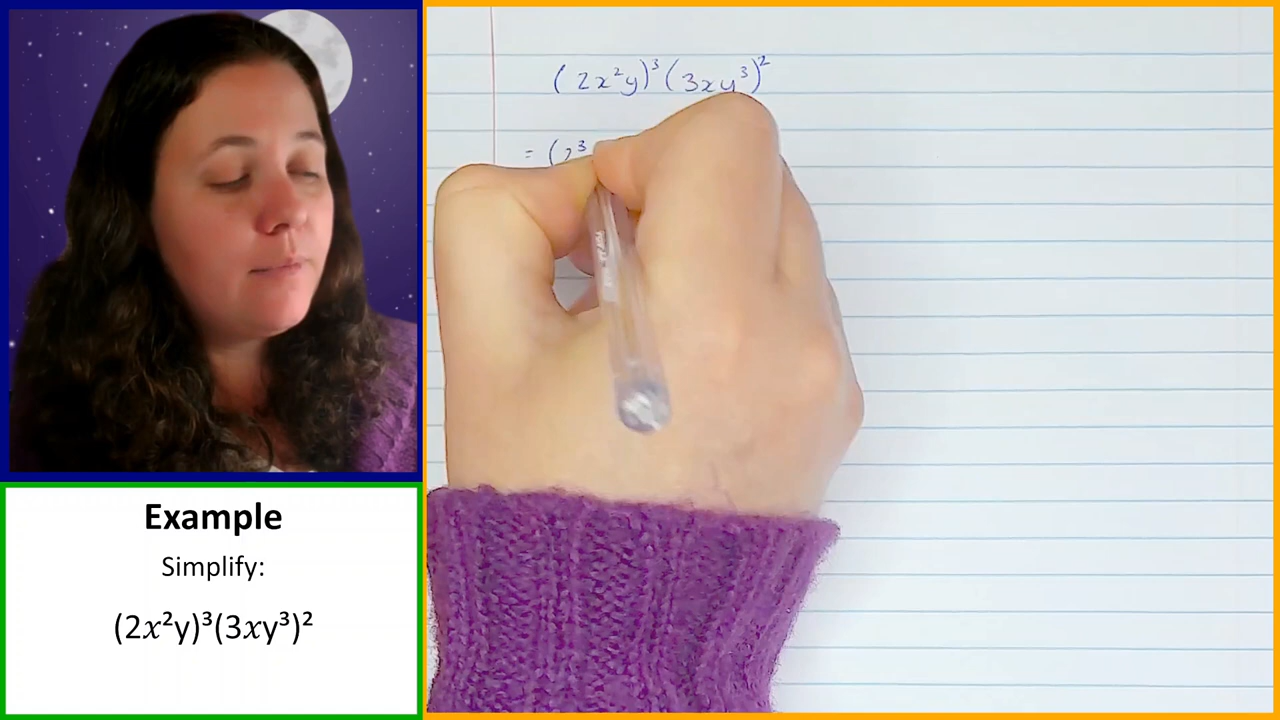 Example
Simplify:
(2x²y)³(3xy³)²
(2x²y)³(3xy³)²
= (2³